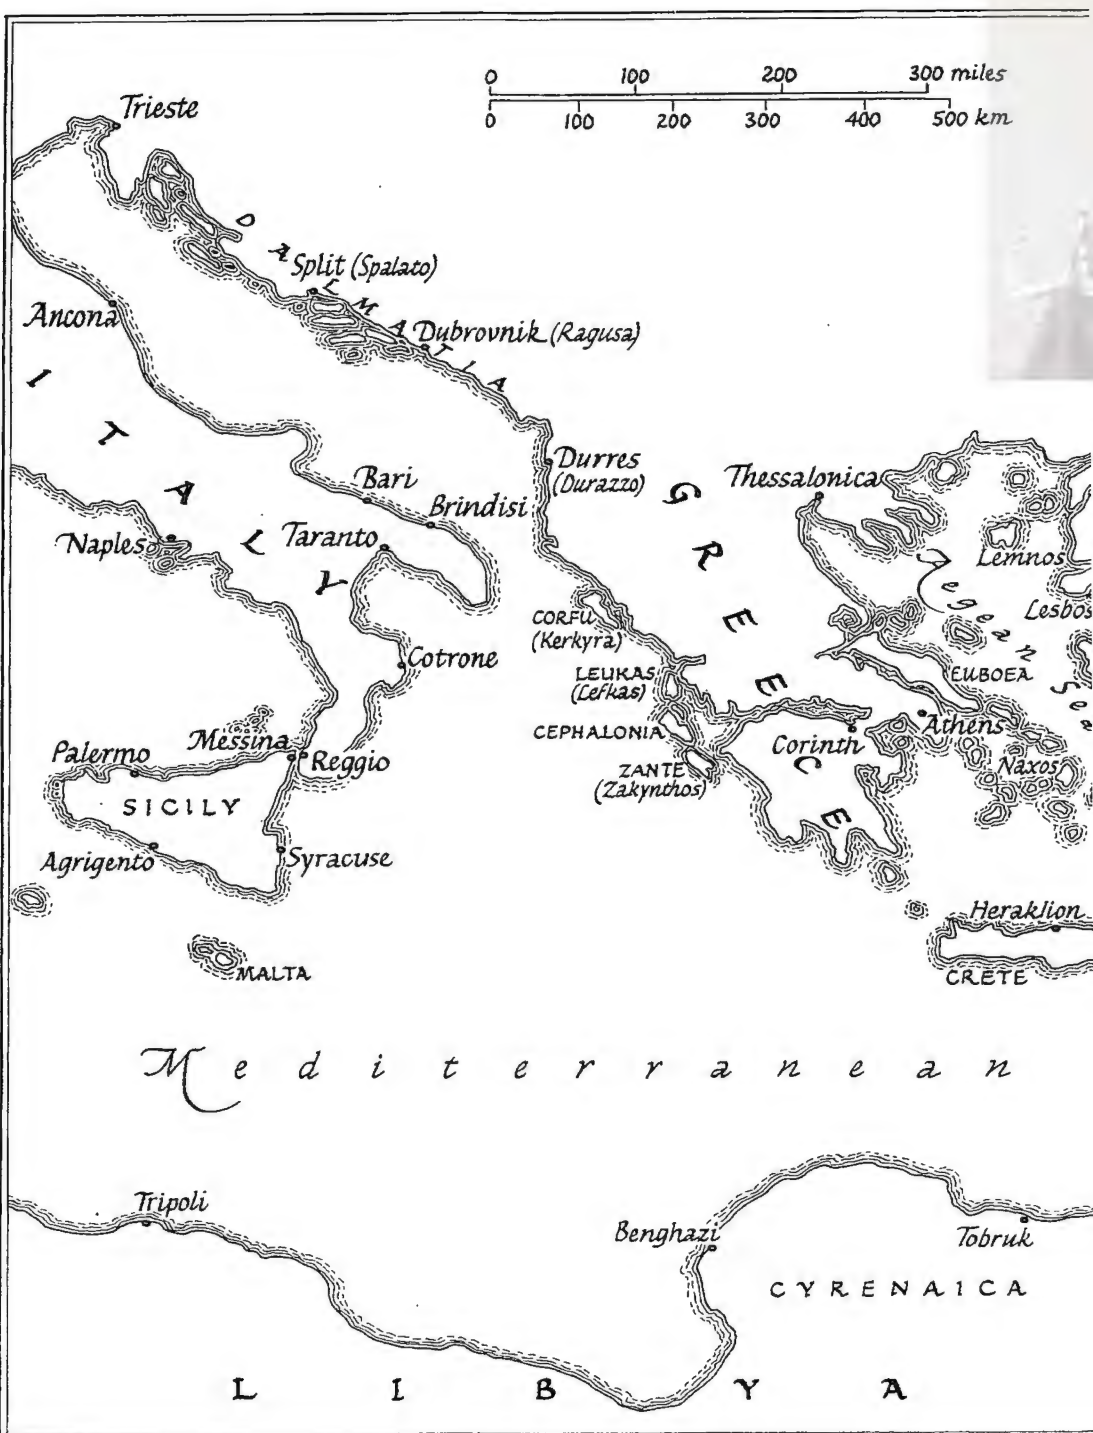 0 100 200 300 miles
0 100 200 300 400 500 km
Trieste
DALMATIA
Split (Spalato)
Ancona
Dubrovnik (Ragusa)
ITALY
Bari
Durres
(Durazzo)
GREECE
Thessalonica
Brindisi
Naples
Taranto
Lemnos
Aegean Sea
Lesbos
CORFU
(Kerkyra)
Cotrone
LEUKAS
(Lefkas)
EUBOEA
CEPHALONIA
Athens
Messina
Reggio
Corinth
Palermo
ZANTE
(Zakynthos)
Naxos
SICILY
Agrigento
Syracuse
Heraklion
MALTA
CRETE
Mediterranean
Tripoli
Benghazi
Tobruk
CYRENAICA
LIBYA